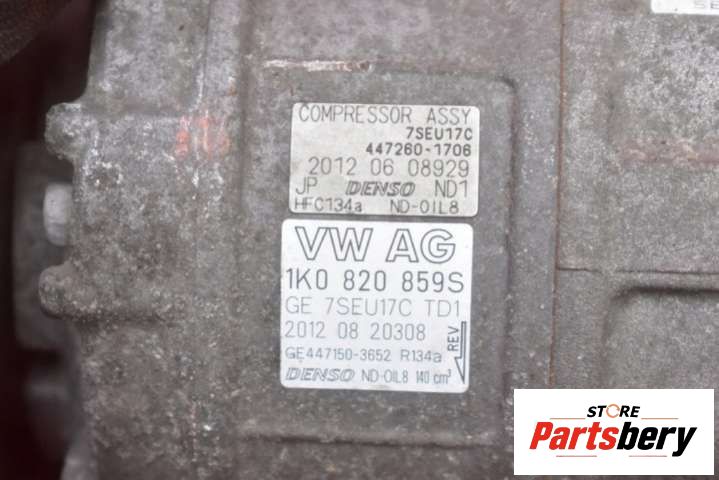 COMPRESSOR ASSY
7SEU17C
447260-1706
2012 06 08929
JP DENSO ND1
HFC134a ND-OIL8
VW AG
1K0 820 859S
GE 7SEU17C TD1
2012 08 20308
GE447150-3652 R134a
REV
DENSO ND-OIL8 140 cm³
STORE
Partsbery